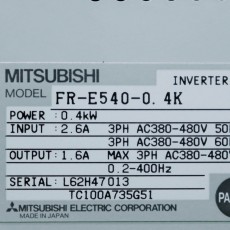 MITSUBISHI INVERTER
MODEL FR-E540-0.4K
POWER : 0.4kW
INPUT : 2.6A 3PH AC380-480V 50
3PH AC380-480V 60
OUTPUT : 1.6A MAX 3PH AC380-480V
0.2-400Hz
SERIAL : L62H47013
TC100A735G51
MITSUBISHI ELECTRIC CORPORATION
MADE IN JAPAN
PA